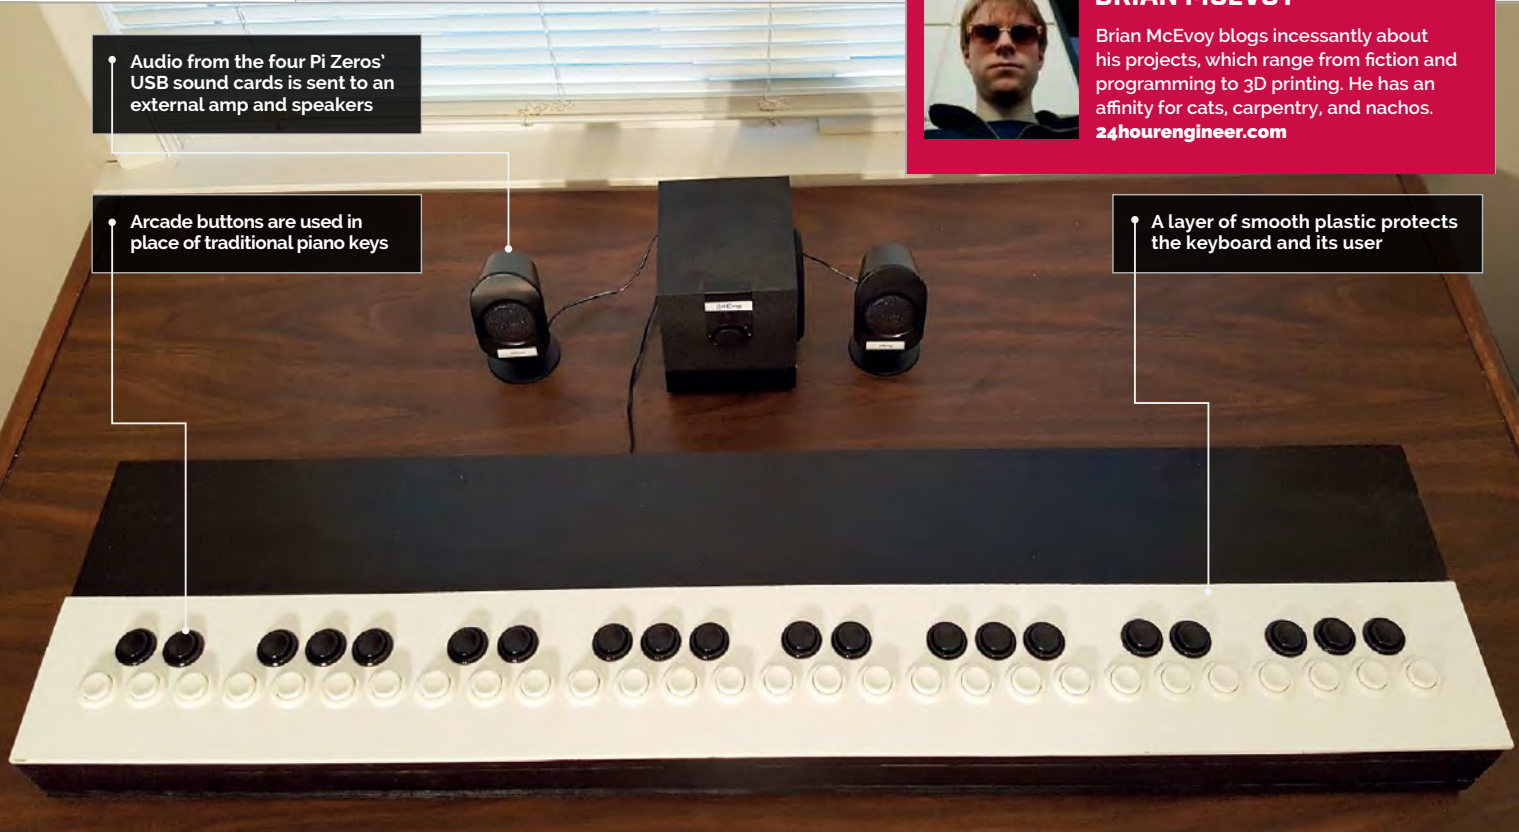 BRIAN MCEVOY
Brian McEvoy blogs incessantly about
his projects, which range from fiction and
programming to 3D printing. He has an
affinity for cats, carpentry, and nachos.
24hourengineer.com
Audio from the four Pi Zeros’
USB sound cards is sent to an
external amp and speakers
Arcade buttons are used in
place of traditional piano keys
A layer of smooth plastic protects
the keyboard and its user